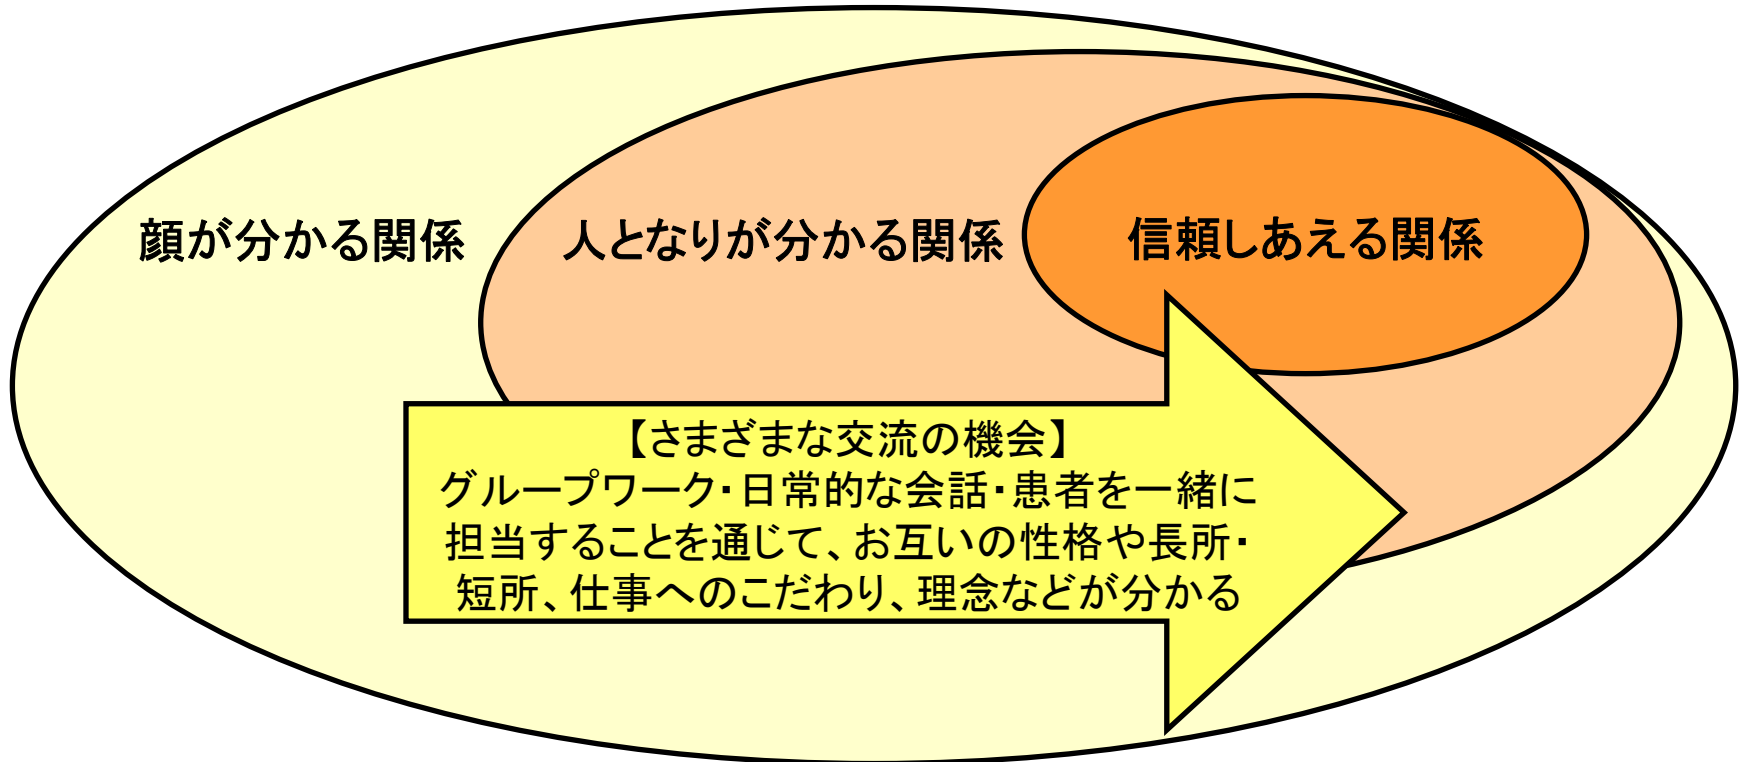 顔が分かる関係
人となりが分かる関係
信頼しあえる関係
【さまざまな交流の機会】
グループワーク・日常的な会話・患者を一緒に
担当することを通じて、お互いの性格や長所・
短所、仕事へのこだわり、理念などが分かる